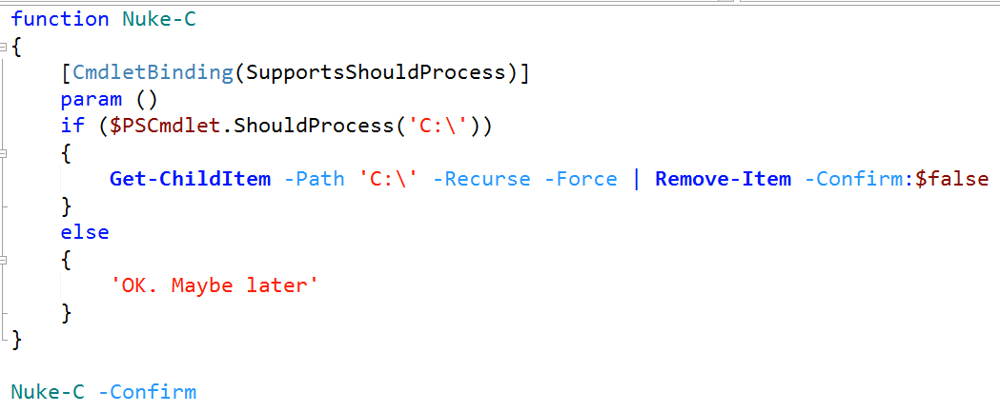 function Nuke-C
{
    [CmdletBinding(SupportsShouldProcess)]
    param ()
    if ($PSCmdlet.ShouldProcess('C:\'))
    {
        Get-ChildItem -Path 'C:\' -Recurse -Force | Remove-Item -Confirm:$false
    }
    else
    {
        'OK. Maybe later'
    }
}

Nuke-C -Confirm